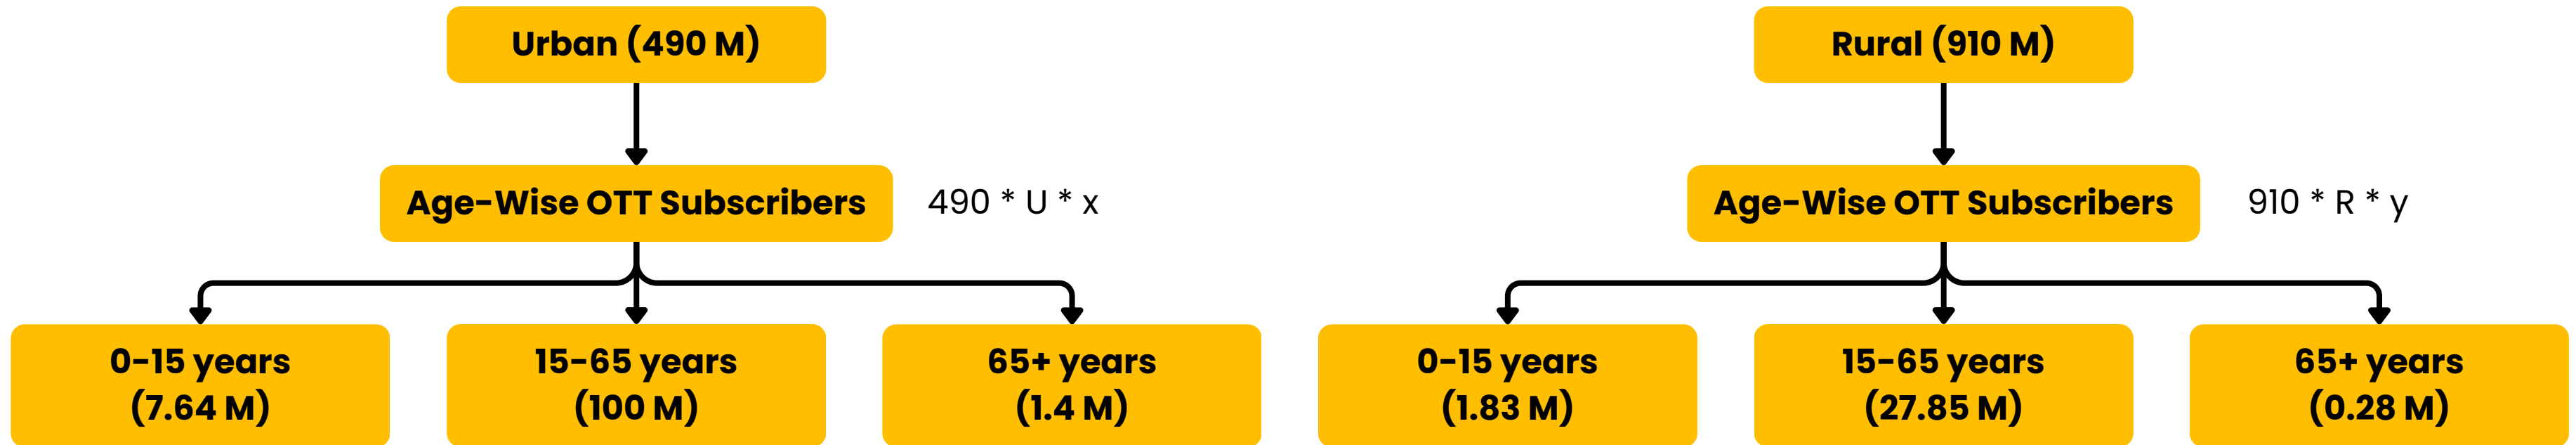 Urban (490 M)
Age-Wise OTT Subscribers
490 * U * x
0-15 years
(7.64 M)
15-65 years
(100 M)
65+ years
(1.4 M)
Rural (910 M)
Age-Wise OTT Subscribers
910 * R * y
0-15 years
(1.83 M)
15-65 years
(27.85 M)
65+ years
(0.28 M)